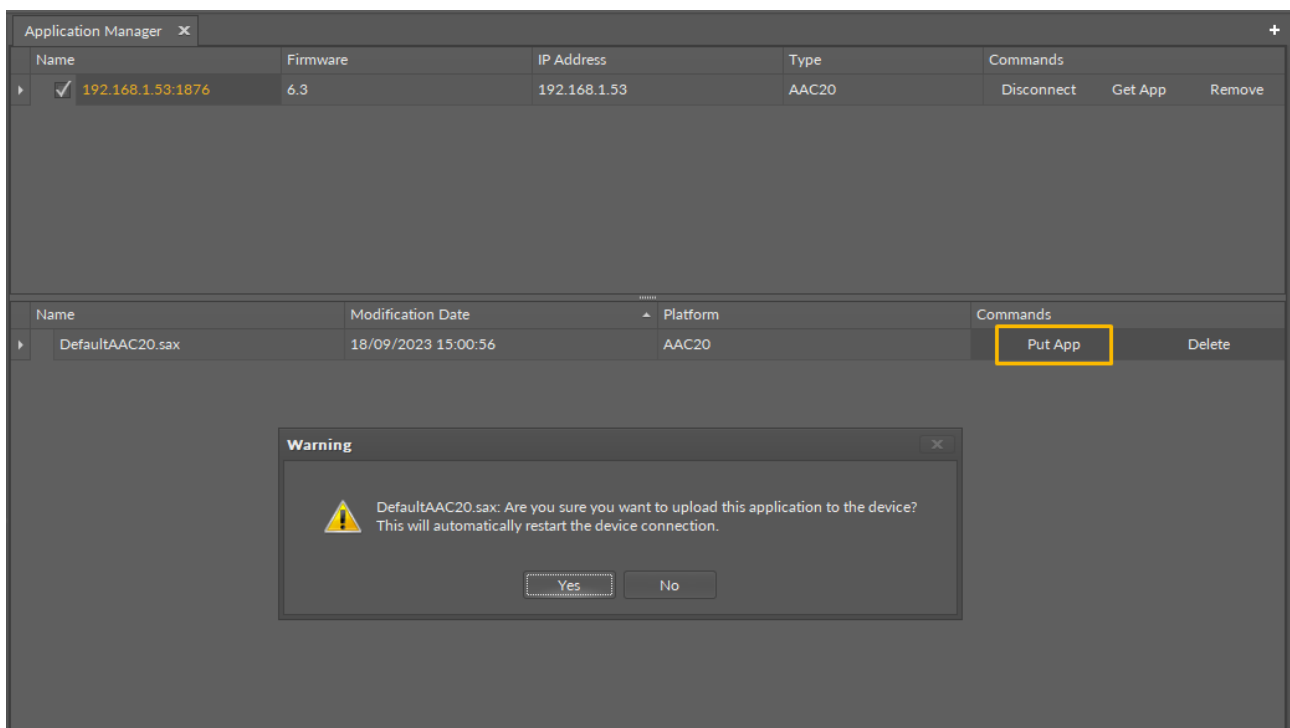 Application Manager
Name Firmware IP Address Type Commands
192.168.1.53:1876 6.3 192.168.1.53 AAC20 Disconnect Get App Remove
Name Modification Date Platform Commands
DefaultAAC20.sax 18/09/2023 15:00:56 AAC20 Put App Delete
Warning
DefaultAAC20.sax: Are you sure you want to upload this application to the device?
This will automatically restart the device connection.
Yes No